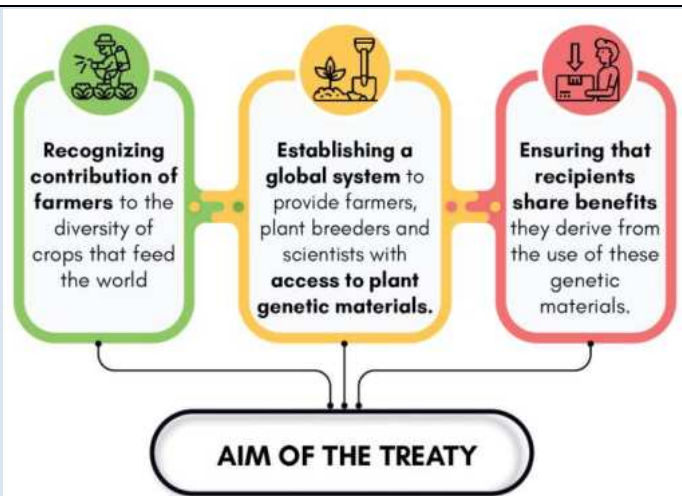 Recognizing
contribution of
farmers to the
diversity of
crops that feed
the world
Establishing a
global system to
provide farmers,
plant breeders and
scientists with
access to plant
genetic materials.
Ensuring that
recipients
share benefits
they derive from
the use of these
genetic
materials.
AIM OF THE TREATY